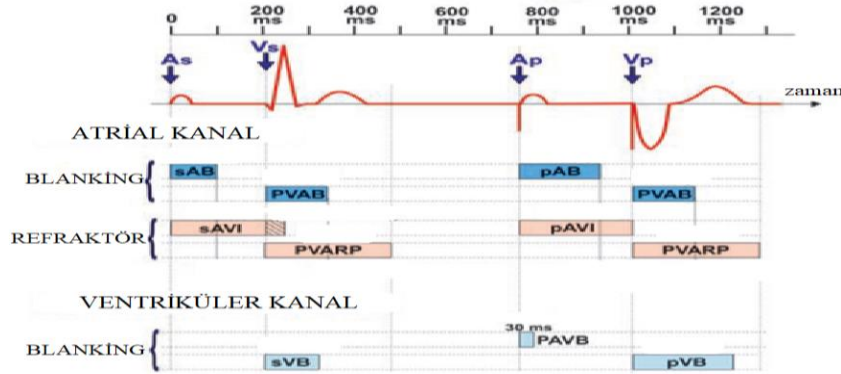 0 200 400 600 800 1000 1200
ms ms ms ms ms ms
As Vs Ap Vp
zaman
ATRİAL KANAL
BLANKİNG
sAB pAB
PVAB PVAB
REFRAKTÖR
sAVI pAVI
PVARP PVARP
VENTRİKÜLER KANAL
BLANKİNG
30 ms
PAVB
sVB pVB